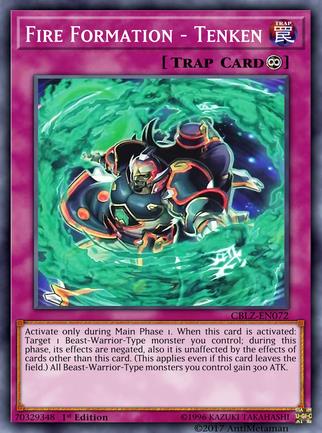 FIRE FORMATION - TENKEN
TRAP
罠
[TRAP CARD]
CBLZ-EN072
Activate only during Main Phase 1. When this card is activated:
Target 1 Beast-Warrior-Type monster you control; during this
phase, its effects are negated, also it is unaffected by the effects of
cards other than this card. (This applies even if this card leaves the
field.) All Beast-Warrior-Type monsters you control gain 300 ATK.
70329348 1st Edition ©1996 KAZUKI TAKAHASHI
©2017 AntiMetaman